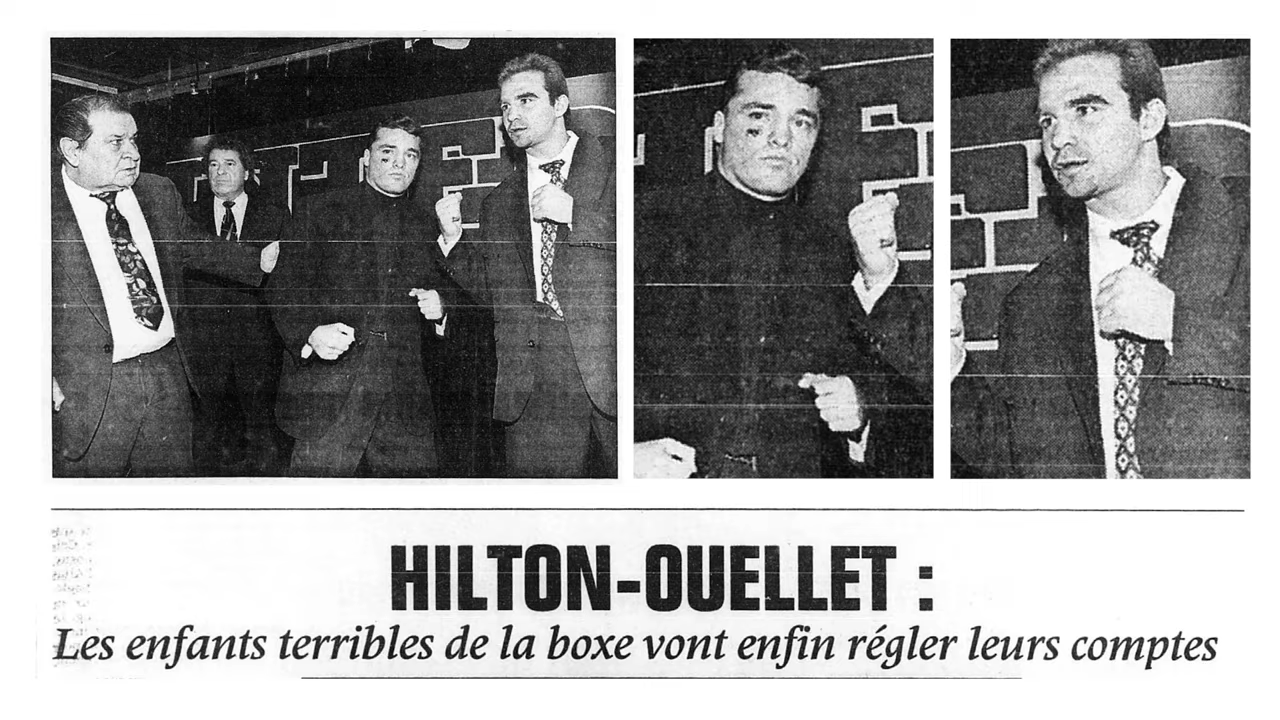 HILTON-OUELLET :
Les enfants terribles de la boxe vont enfin régler leurs comptes